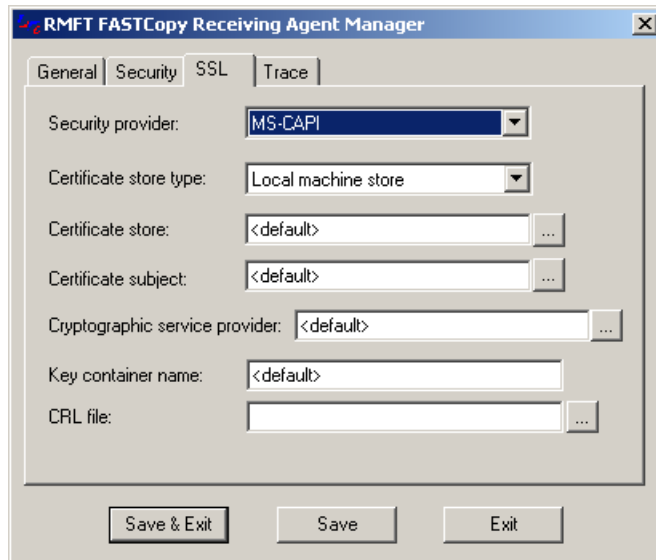 RMFT FASTCopy Receiving Agent Manager
General Security SSL Trace
Security provider: MS-CAPI
Certificate store type: Local machine store
Certificate store: <default> ...
Certificate subject: <default> ...
Cryptographic service provider: <default> ...
Key container name: <default>
CRL file: ...
Save & Exit Save Exit